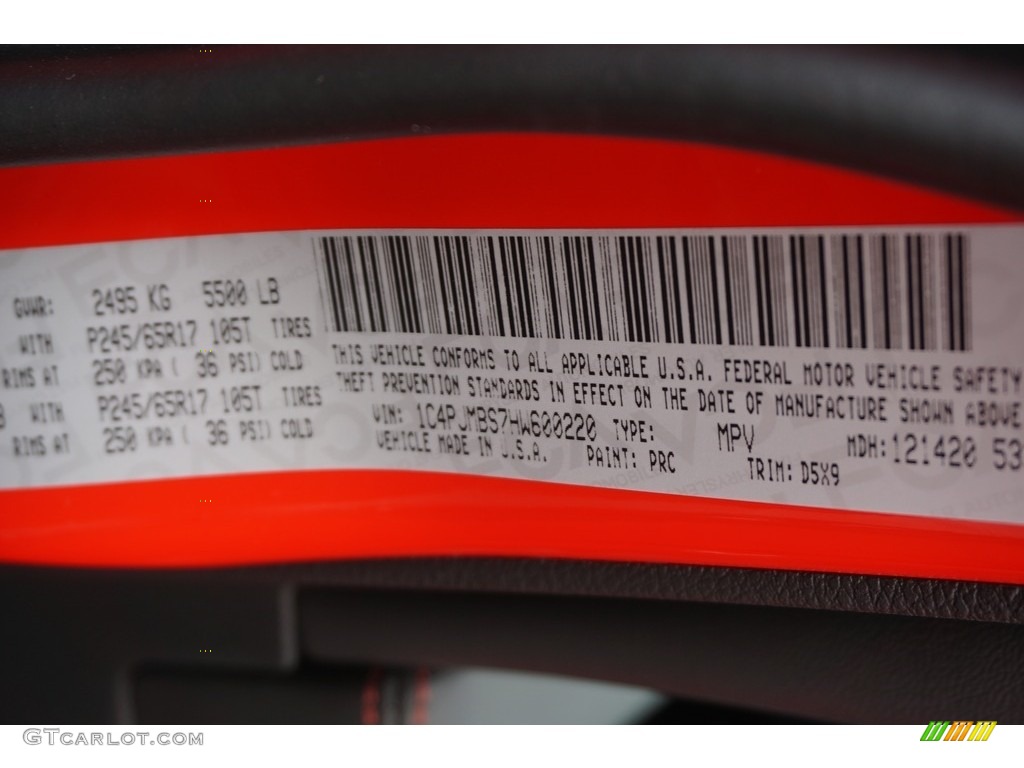 GVWR: 2495 KG 5500 LB
WITH P245/65R17 105T TIRES
RIMS AT 250 KPA ( 36 PSI) COLD
WITH P245/65R17 105T TIRES
250 KPA ( 36 PSI) COLD
THIS VEHICLE CONFORMS TO ALL APPLICABLE U.S.A. FEDERAL MOTOR VEHICLE SAFETY
THEFT PREVENTION STANDARDS IN EFFECT ON THE DATE OF MANUFACTURE SHOWN ABOVE
VIN: 1C4PJMBS7HW600220 TYPE: MPV MDH: 121420 53
VEHICLE MADE IN U.S.A. PAINT: PRC TRIM: D5X9
GTCARLOT.COM